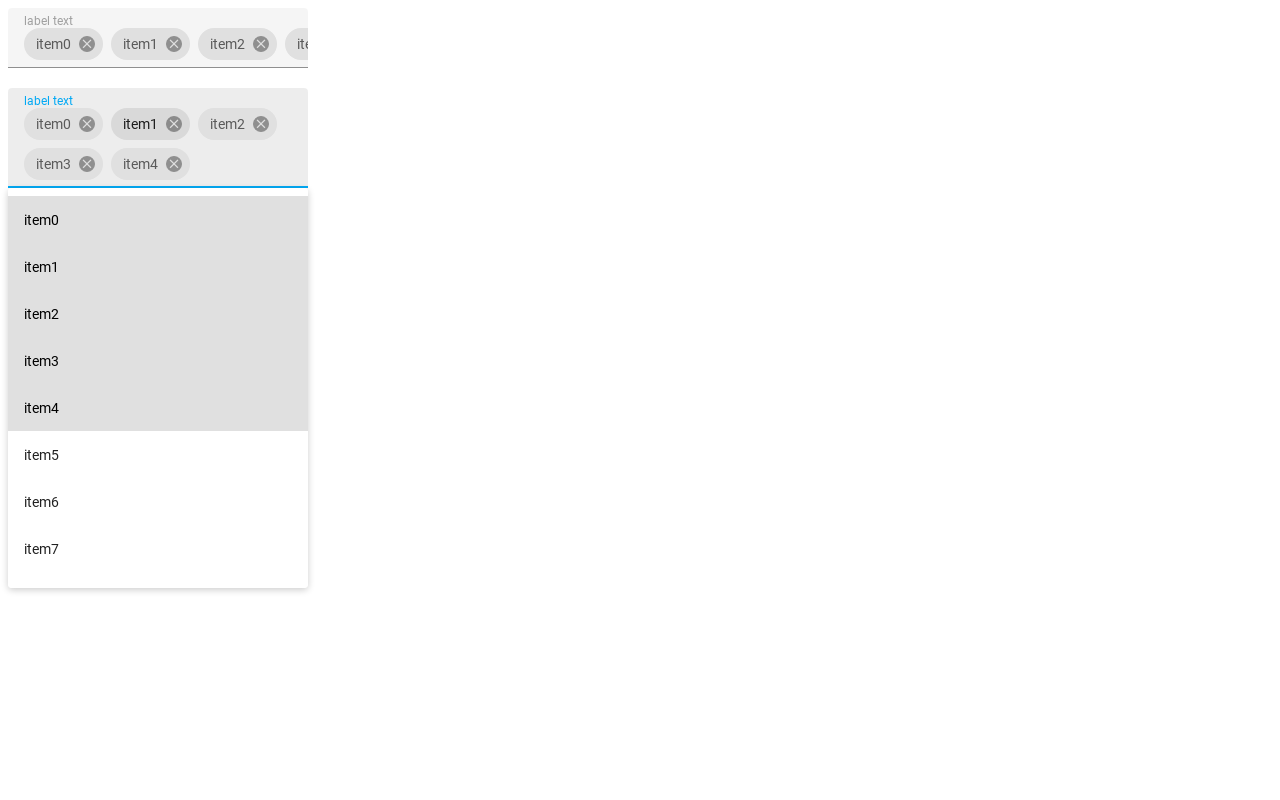 label text
item0 item1 item2 ite
label text
item0 item1 item2
item3 item4
item0
item1
item2
item3
item4
item5
item6
item7